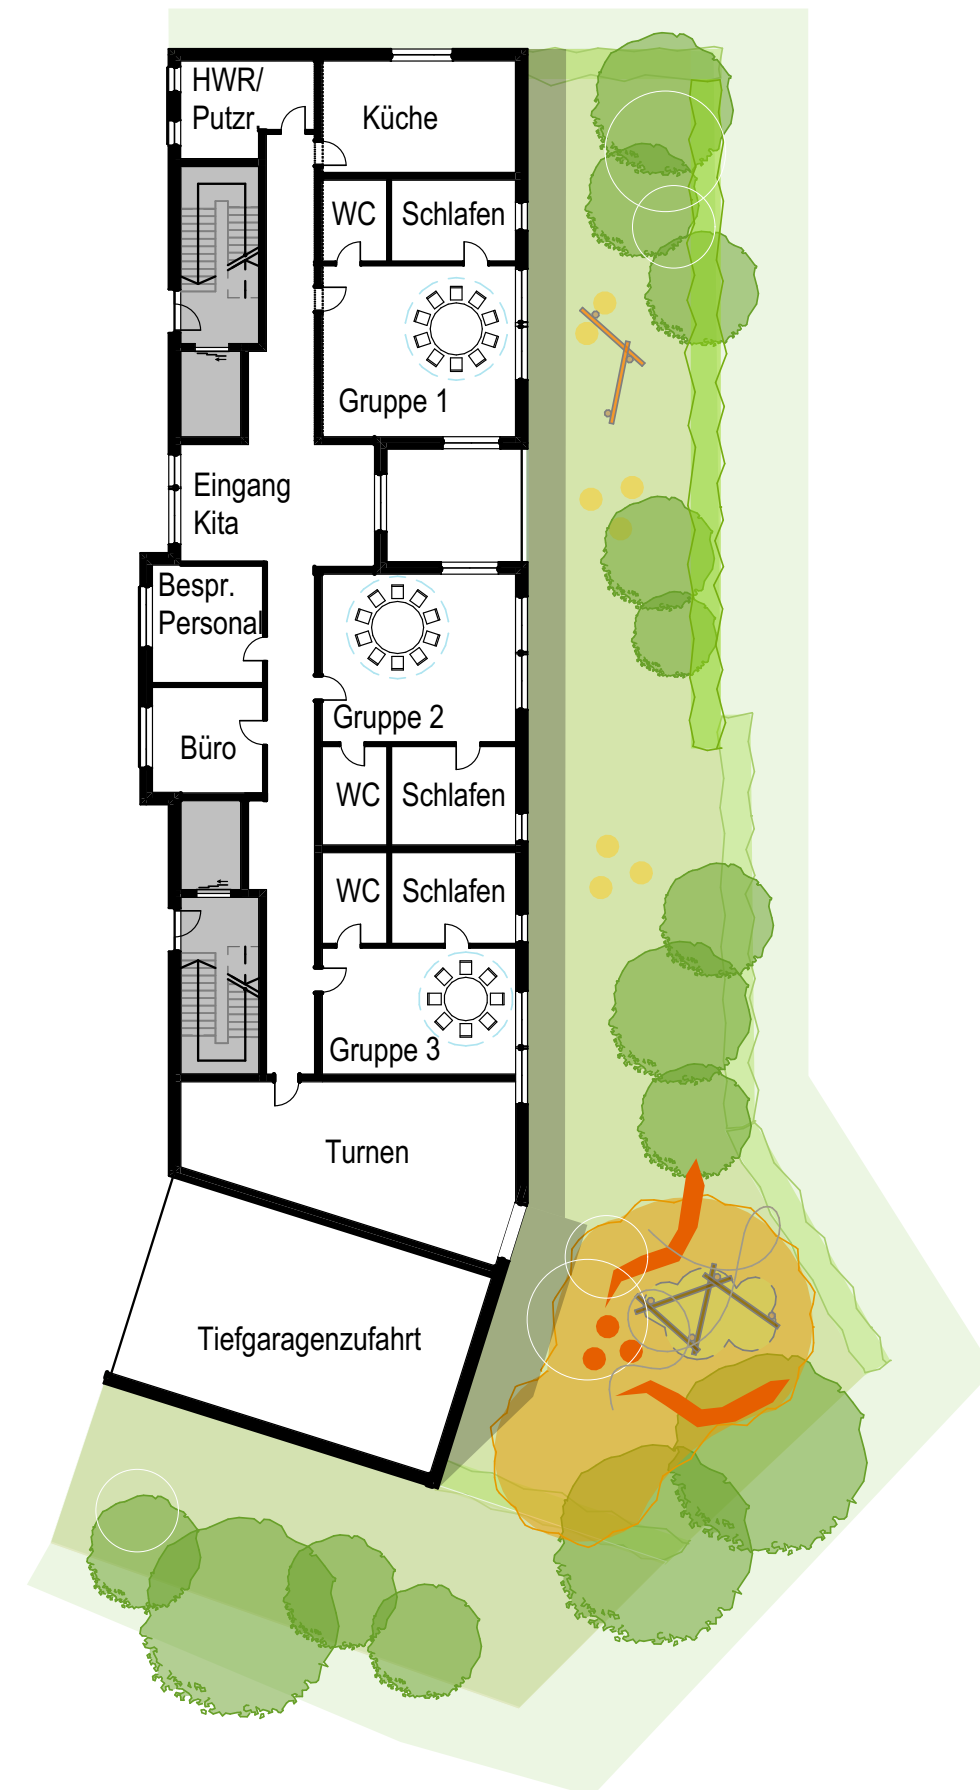 HWR/
Putzr.
Küche
WC
Schlafen
Gruppe 1
Eingang
Kita
Bespr.
Personal
Gruppe 2
Büro
WC
Schlafen
WC
Schlafen
Gruppe 3
Turnen
Tiefgaragenzufahrt